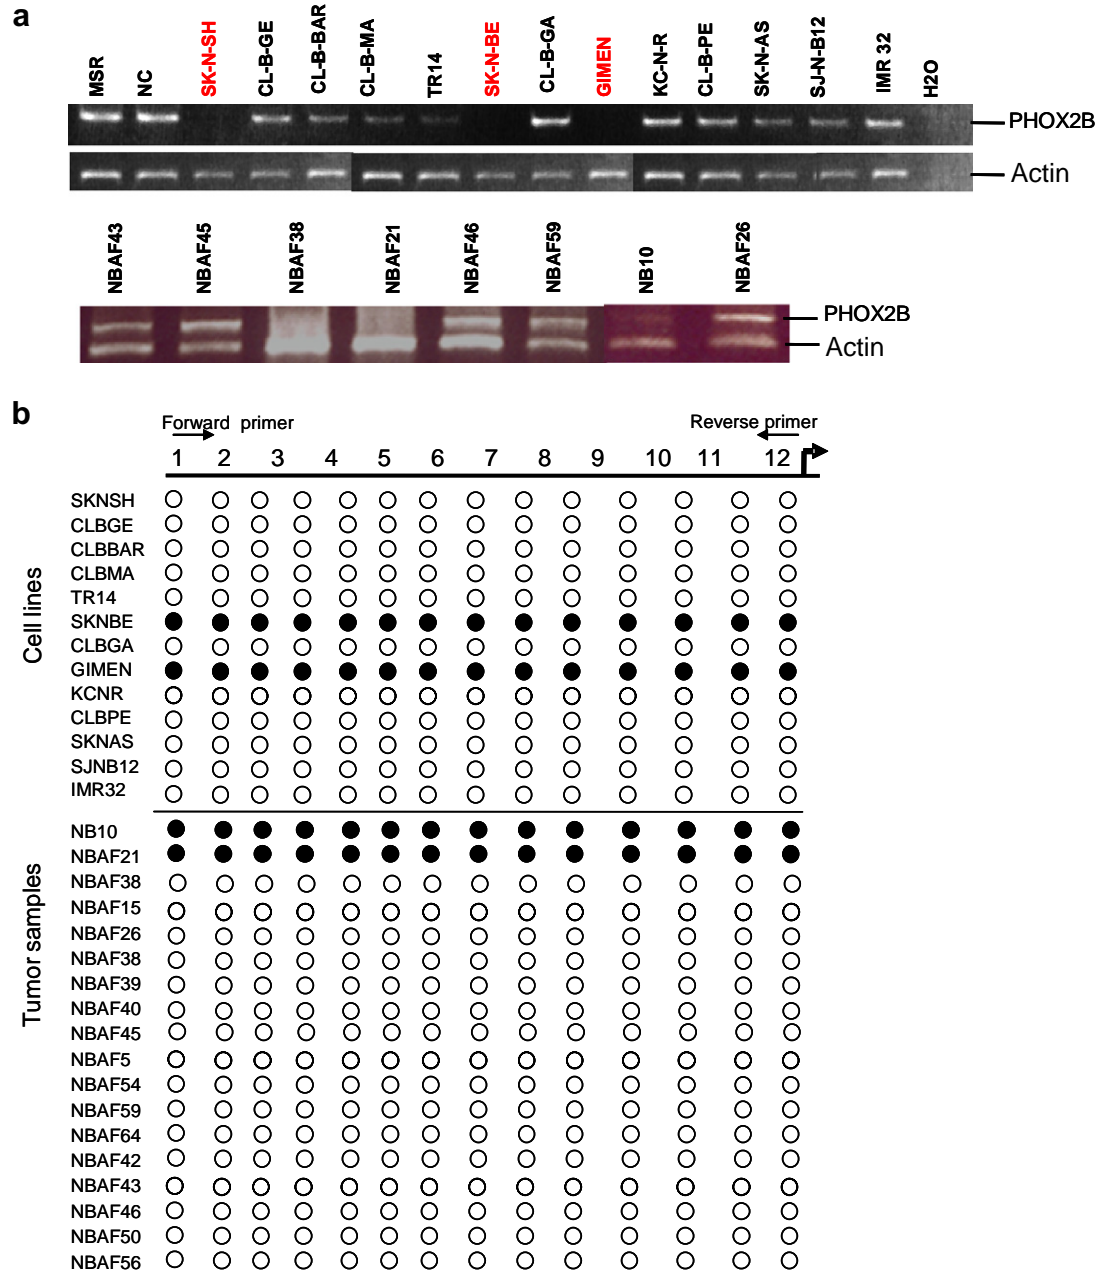 a
MSR NC SK-N-SH CL-B-GE CL-B-BAR CL-B-MA TR14 SK-N-BE CL-B-GA GIMEN KC-N-R CL-B-PE SK-N-AS SJ-N-B12 IMR 32 H2O
PHOX2B
Actin
NBAF43 NBAF45 NBAF38 NBAF21 NBAF46 NBAF59 NB10 NBAF26
PHOX2B
Actin
b
Forward primer Reverse primer
1 2 3 4 5 6 7 8 9 10 11 12
Cell lines
SKNSH
CLBGE
CLBBAR
CLBMA
TR14
SKNBE
CLBGA
GIMEN
KCNR
CLBPE
SKNAS
SJNB12
IMR32
Tumor samples
NB10
NBAF21
NBAF38
NBAF15
NBAF26
NBAF38
NBAF39
NBAF40
NBAF45
NBAF5
NBAF54
NBAF59
NBAF64
NBAF42
NBAF43
NBAF46
NBAF50
NBAF56